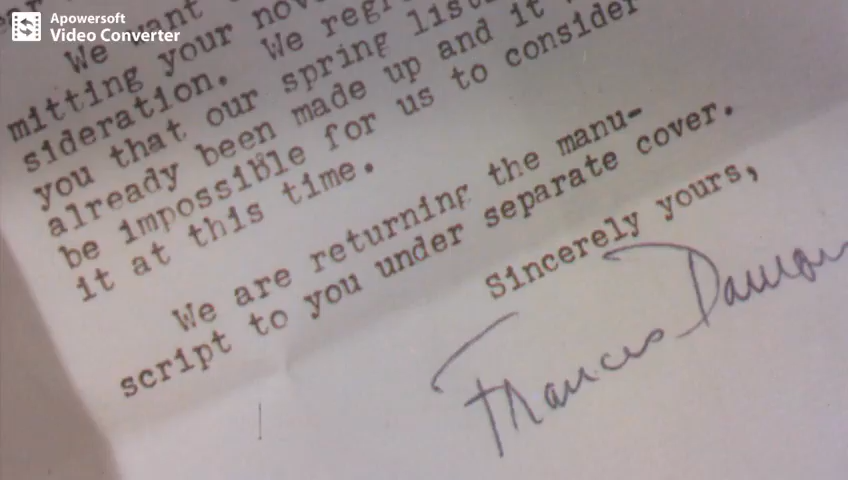 Apowersoft
Video Converter
We want
mitting your nov
sideration. We regr
you that our spring list
already been made up and it
be impossible for us to consider
it at this time.
We are returning the manu-
script to you under separate cover.
Sincerely yours,
Frances